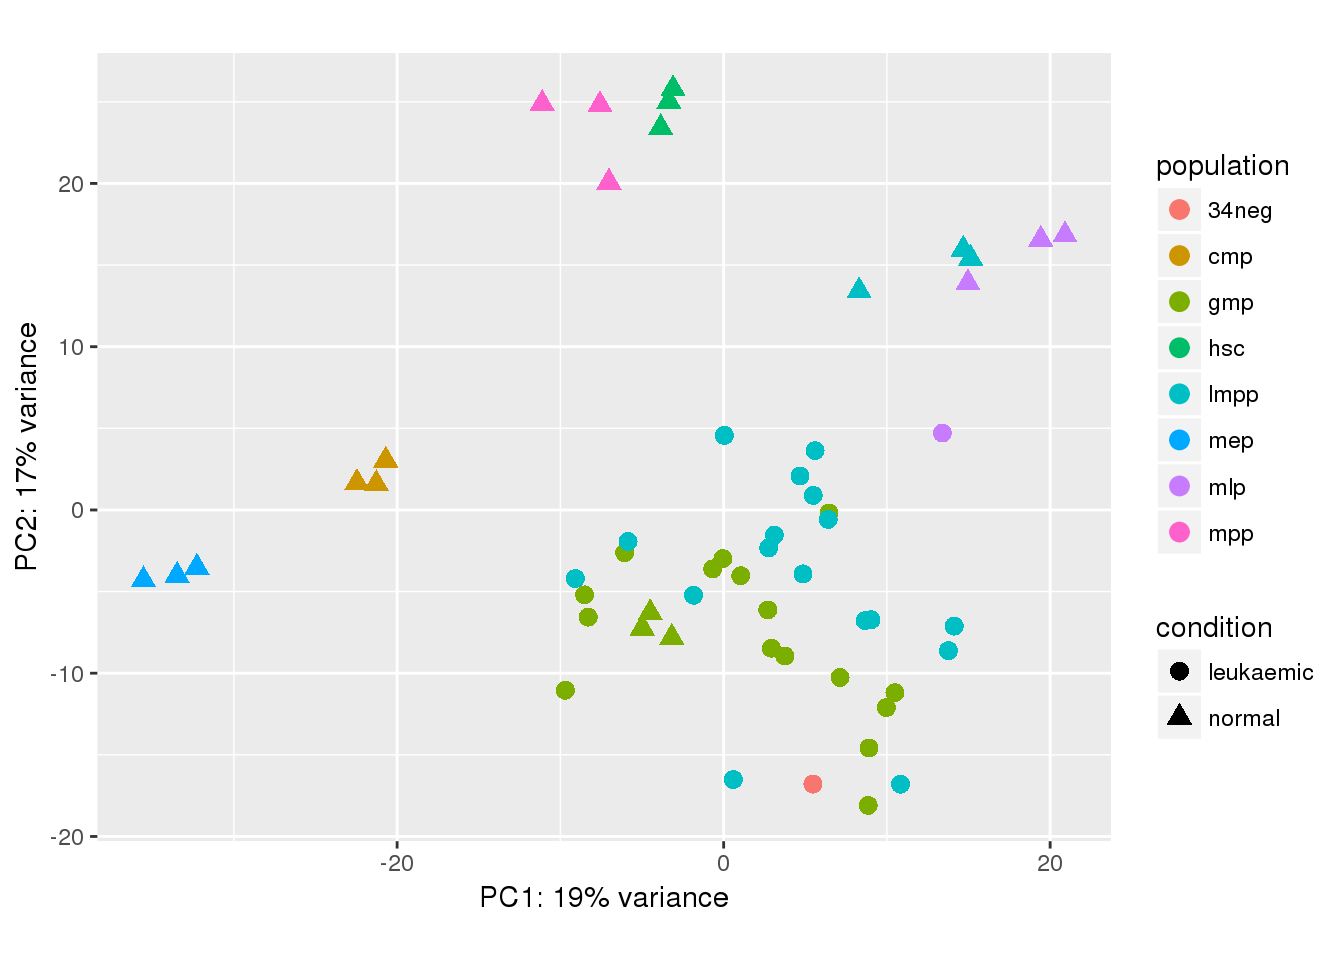 population
34neg
cmp
gmp
hsc
lmpp
mep
mlp
mpp
condition
leukaemic
normal
PC2: 17% variance
20
10
0
-10
-20
-20
0
20
PC1: 19% variance